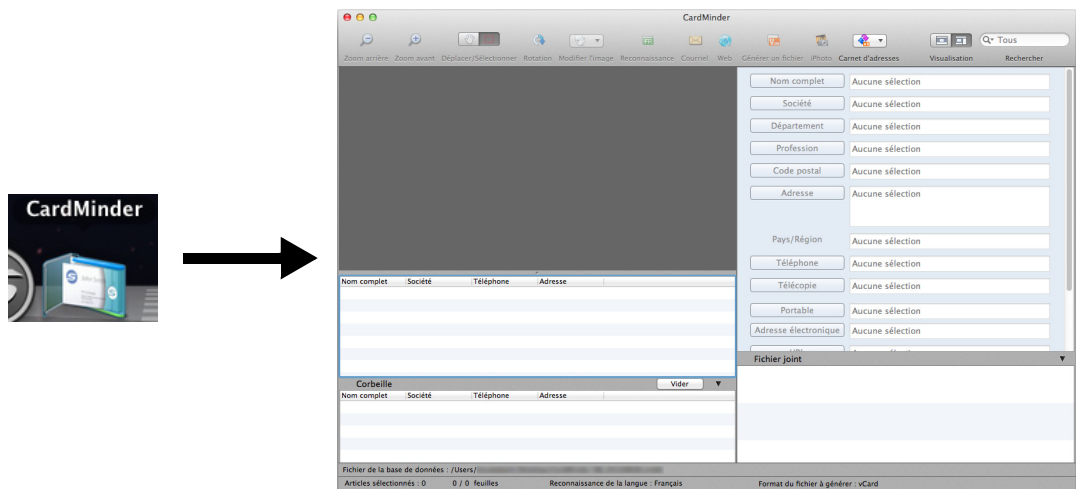 CardMinder
CardMinder
Tous
Zoom arrière Zoom avant Déplacer/Sélectionner Rotation Modifier l'image Reconnaissance Courriel Web Générer un fichier iPhoto Carnet d'adresses Visualisation Rechercher
Nom complet Aucune sélection
Société Aucune sélection
Département Aucune sélection
Profession Aucune sélection
Code postal Aucune sélection
Adresse Aucune sélection
Pays/Région Aucune sélection
Téléphone Aucune sélection
Télécopie Aucune sélection
Portable Aucune sélection
Adresse électronique Aucune sélection
Nom complet Société Téléphone Adresse
Fichier joint
Corbeille Vider
Nom complet Société Téléphone Adresse
Fichier de la base de données : /Users/
Articles sélectionnés : 0 0 / 0 feuilles Reconnaissance de la langue : Français Format du fichier à générer : vCard